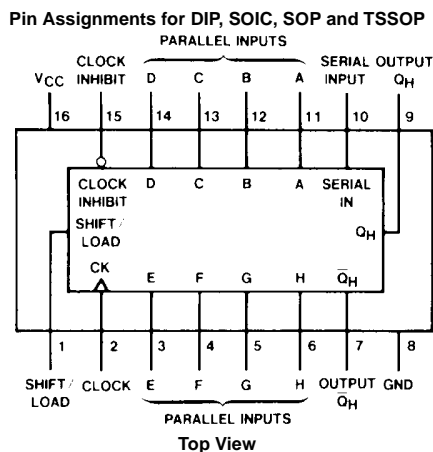 Pin Assignments for DIP, SOIC, SOP and TSSOP
PARALLEL INPUTS
VCC CLOCK INHIBIT D C B A SERIAL INPUT OUTPUT QH
16 15 14 13 12 11 10 9
CLOCK INHIBIT D C B A SERIAL IN
SHIFT/ LOAD QH
CK E F G H Q̅H
1 2 3 4 5 6 7 8
SHIFT/ LOAD CLOCK E F G H OUTPUT Q̅H GND
PARALLEL INPUTS
Top View